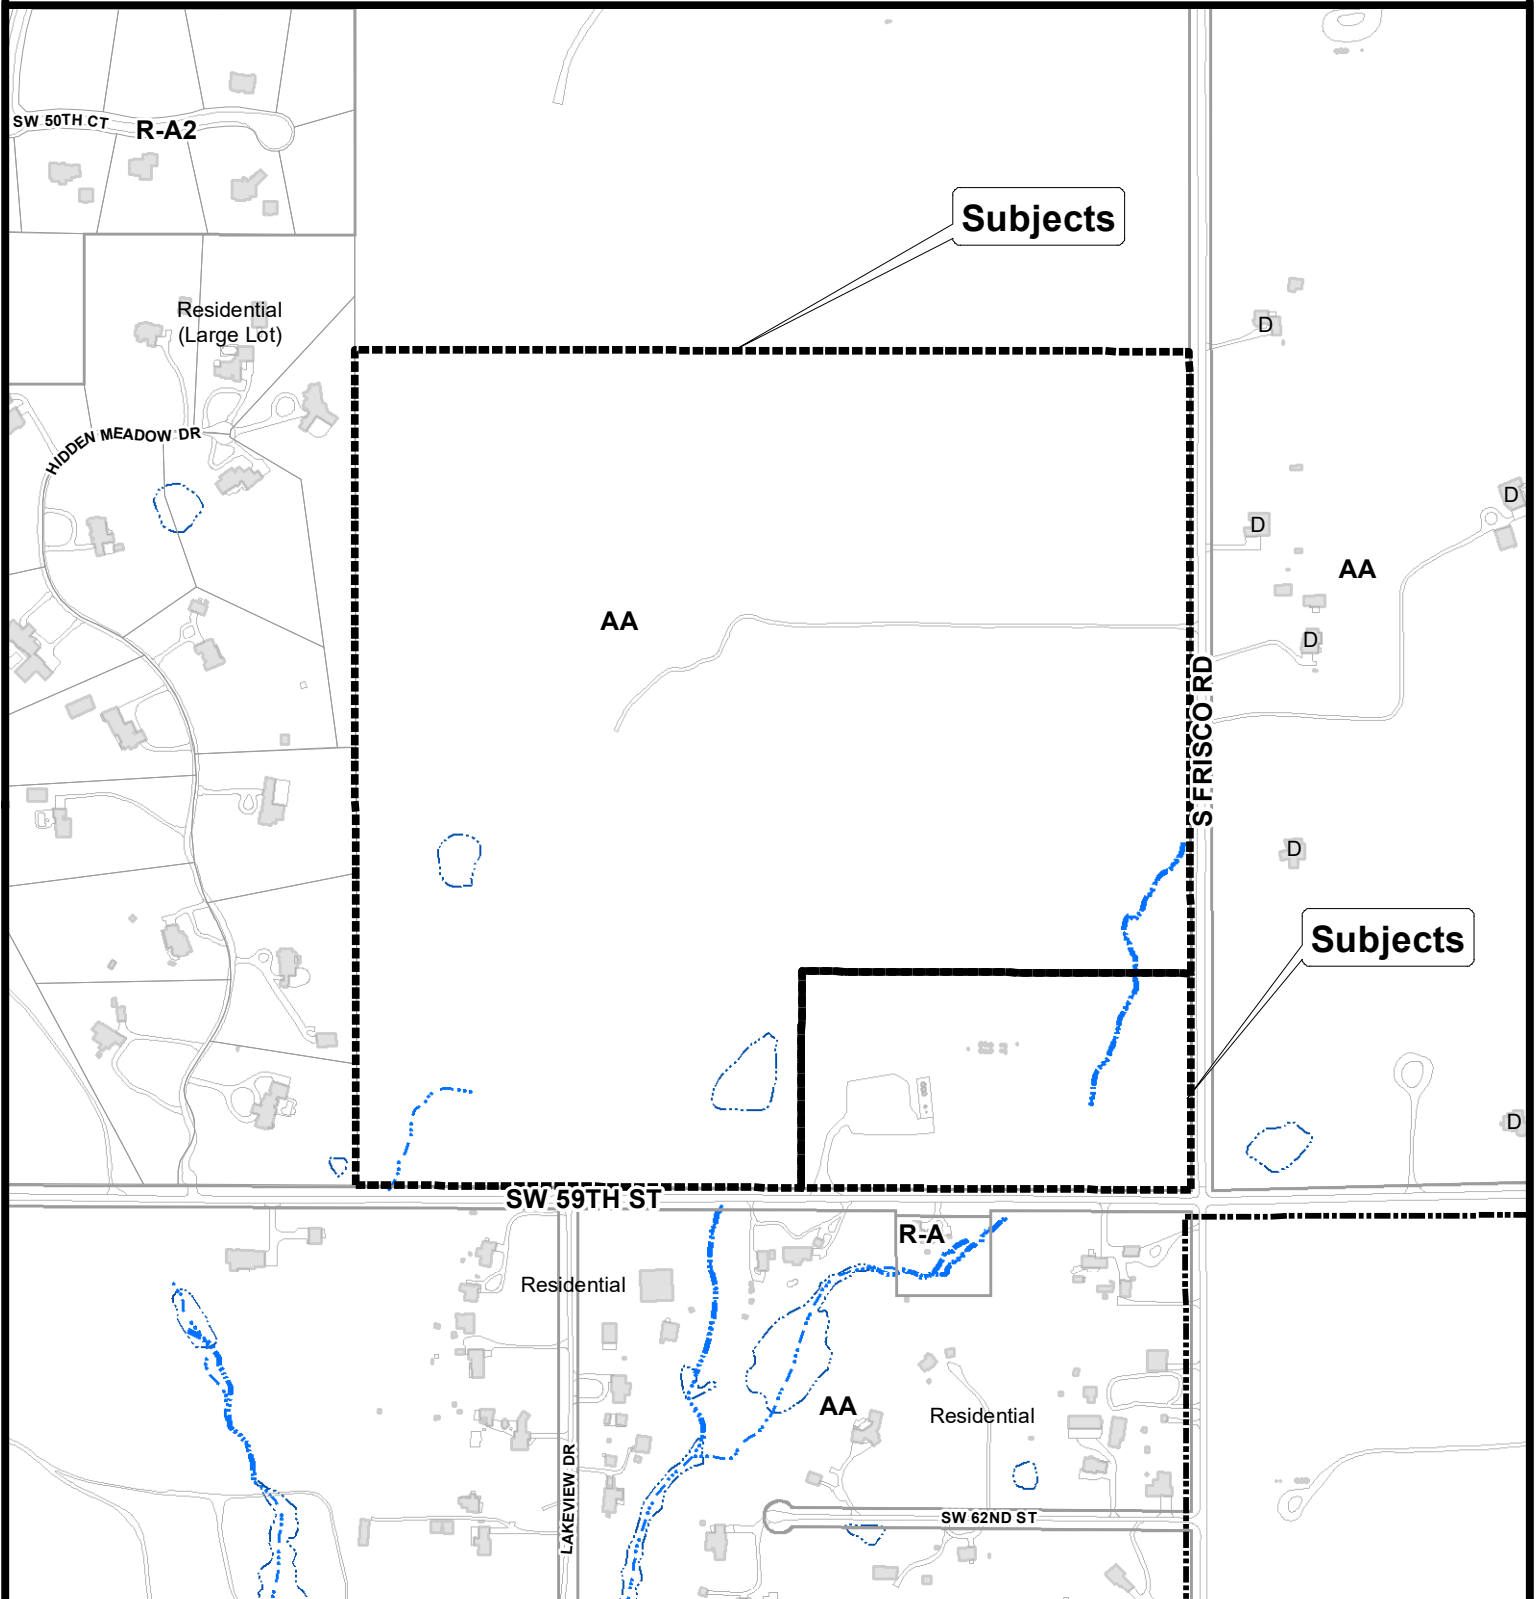 SW 50TH CT
R-A2
Subjects
Residential
(Large Lot)
D
HIDDEN MEADOW DR
D
D
AA
AA
D
S FRISCO RD
D
Subjects
D
SW 59TH ST
R-A
Residential
AA
Residential
LAKEVIEW DR
SW 62ND ST